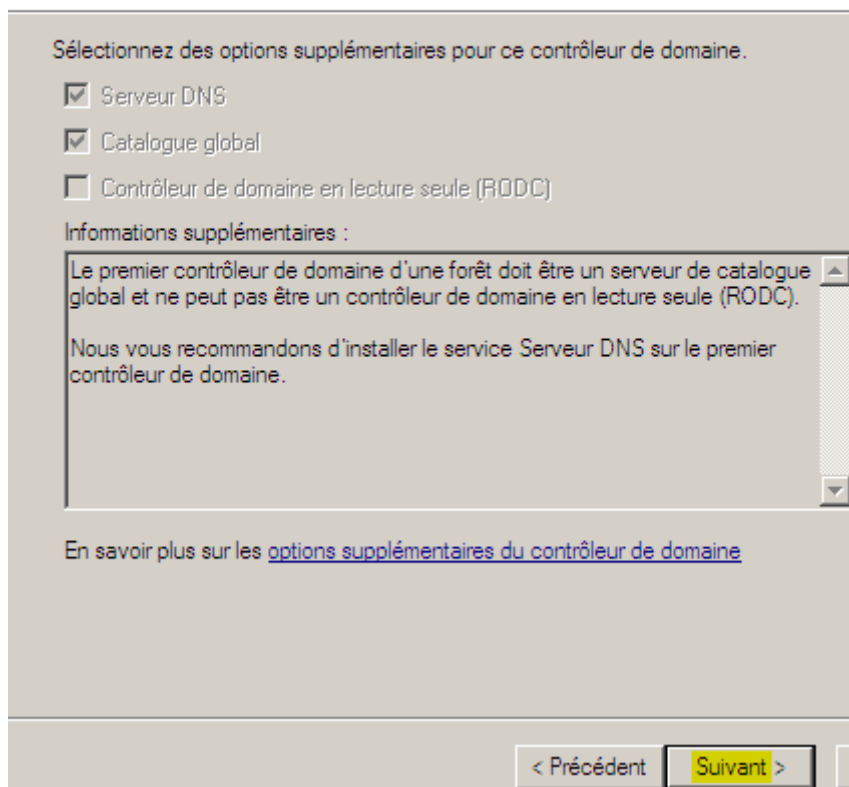 Sélectionnez des options supplémentaires pour ce contrôleur de domaine.
Serveur DNS
Catalogue global
Contrôleur de domaine en lecture seule (RODC)
Informations supplémentaires :
Le premier contrôleur de domaine d'une forêt doit être un serveur de catalogue
global et ne peut pas être un contrôleur de domaine en lecture seule (RODC).
Nous vous recommandons d'installer le service Serveur DNS sur le premier
contrôleur de domaine.
En savoir plus sur les options supplémentaires du contrôleur de domaine
< Précédent
Suivant >